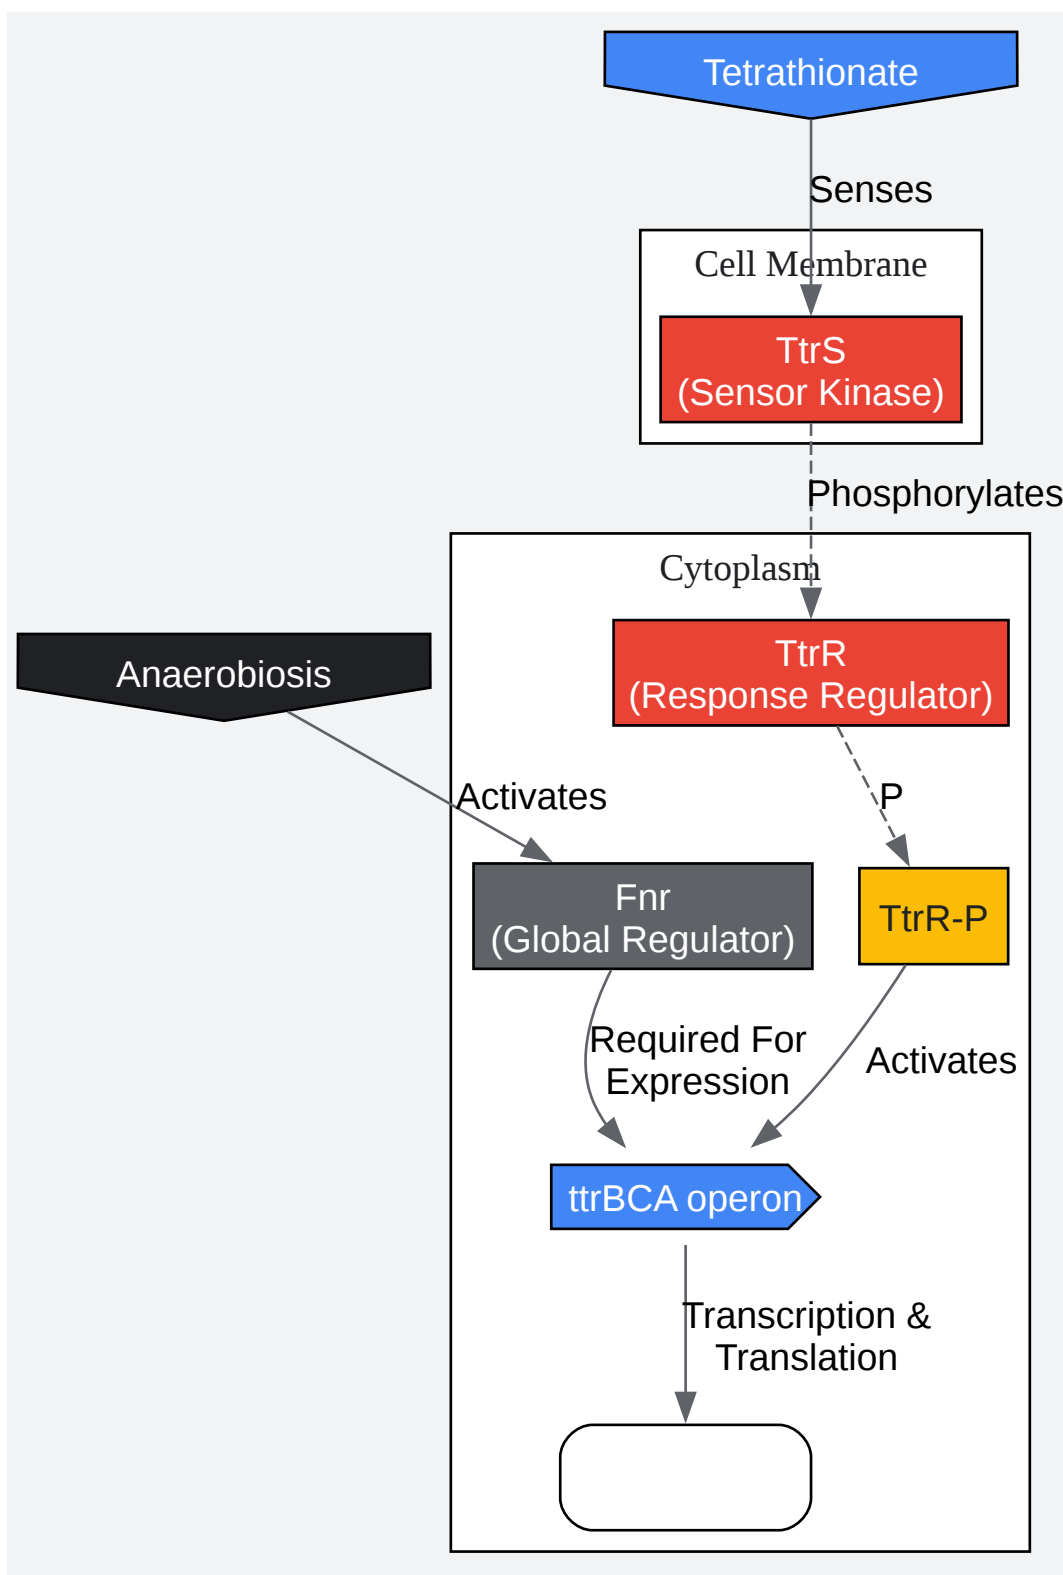 Tetrathionate
Senses
Cell Membrane
TtrS
(Sensor Kinase)
Phosphorylates
Cytoplasm
TtrR
(Response Regulator)
Anaerobiosis
Activates
P
Fnr
(Global Regulator)
TtrR-P
Required For
Expression
Activates
ttrBCA operon
Transcription &
Translation